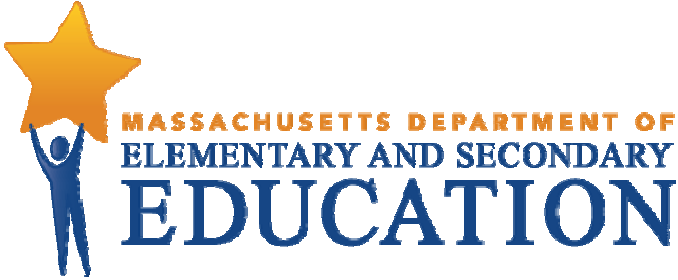 MASSACHUSETTS DEPARTMENT OF
ELEMENTARY AND SECONDARY
EDUCATION